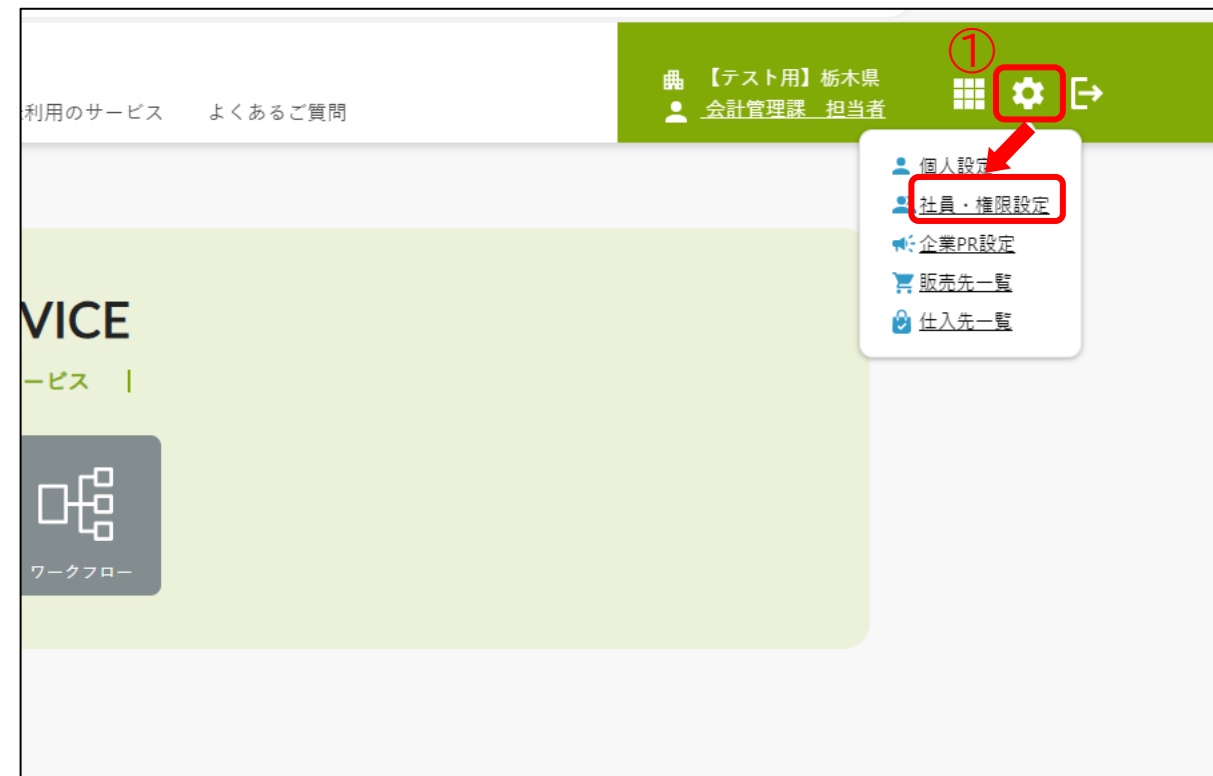 ①
【テスト用】栃木県
利用のサービス よくあるご質問
会計管理課 担当者
個人設定
社員・権限設定
企業PR設定
販売先一覧
仕入先一覧
VICE
ービス |
ワークフロー